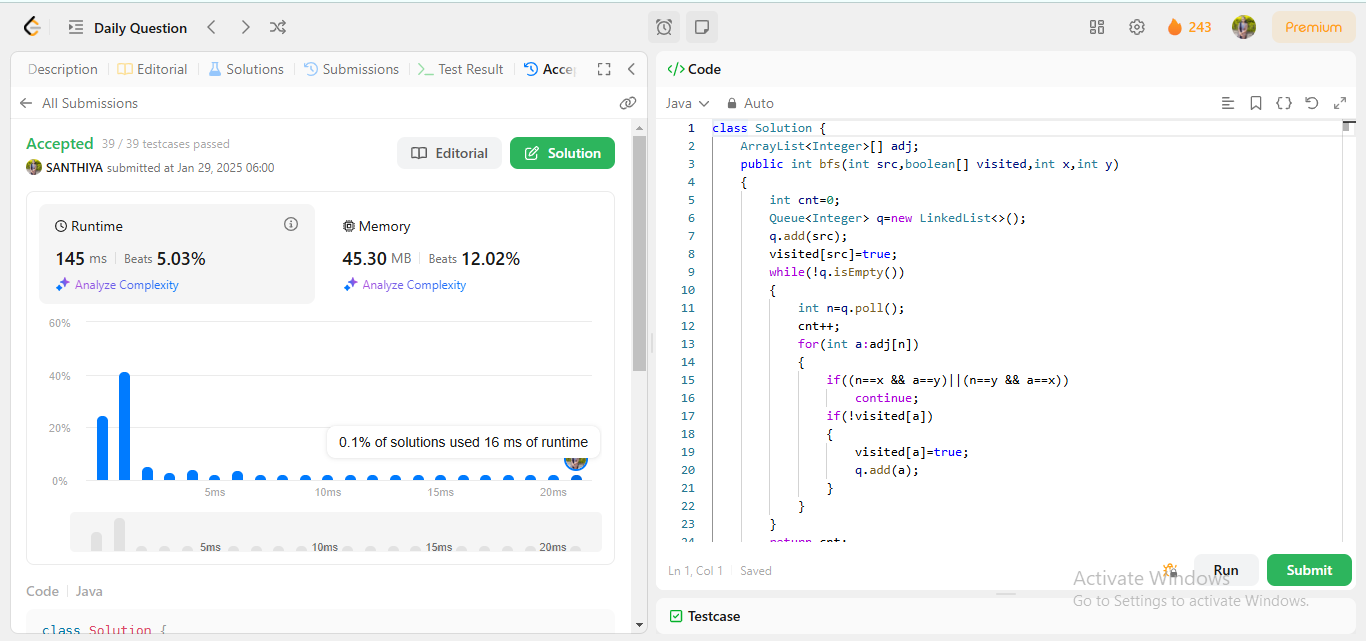 Daily Question
243
Premium
Description
Editorial
Solutions
Submissions
Test Result
Accep
All Submissions
Accepted 39 / 39 testcases passed
SANTHIYA submitted at Jan 29, 2025 06:00
Editorial
Solution
Runtime
145 ms Beats 5.03%
Analyze Complexity
Memory
45.30 MB Beats 12.02%
Analyze Complexity
60%
40%
20%
0%
0.1% of solutions used 16 ms of runtime
5ms 10ms 15ms 20ms
5ms 10ms 15ms 20ms
Code Java
class Solution {
</> Code
Java Auto
1 class Solution {
2 ArrayList<Integer>[] adj;
3 public int bfs(int src,boolean[] visited,int x,int y)
4 {
5 int cnt=0;
6 Queue<Integer> q=new LinkedList<>();
7 q.add(src);
8 visited[src]=true;
9 while(!q.isEmpty())
10 {
11 int n=q.poll();
12 cnt++;
13 for(int a:adj[n])
14 {
15 if((n==x && a==y)||(n==y && a==x))
16 continue;
17 if(!visited[a])
18 {
19 visited[a]=true;
20 q.add(a);
21 }
22 }
23 }
24 return cnt;
Ln 1, Col 1 Saved
Run
Submit
Activate Windows
Go to Settings to activate Windows.
Testcase